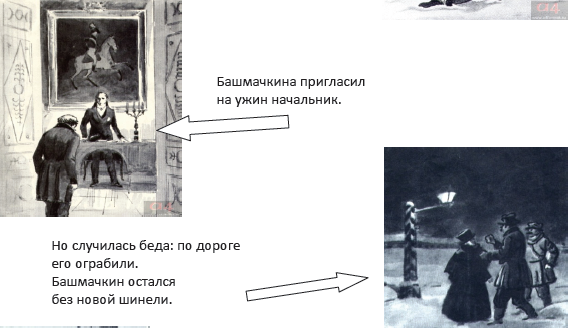 Башмачкина пригласил
на ужин начальник.
Но случилась беда: по дороге
его ограбили.
Башмачкин остался
без новой шинели.